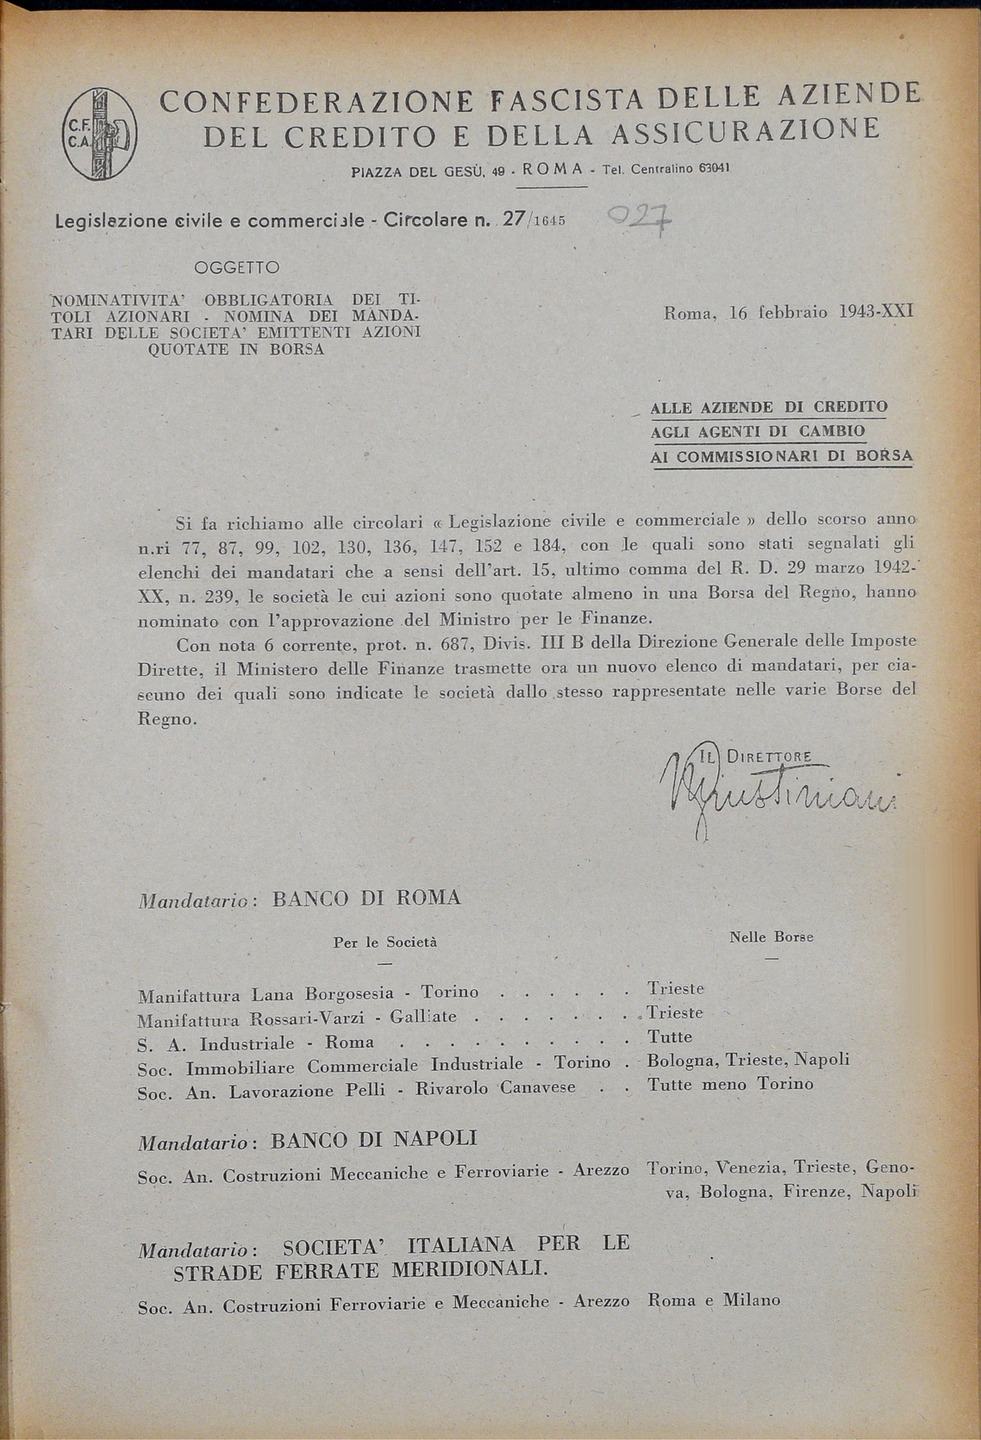 C.F.
C.A.
CONFEDERAZIONE FASCISTA DELLE AZIENDE
DEL CREDITO E DELLA ASSICURAZIONE
PIAZZA DEL GESÙ, 49 - ROMA - Tel. Centralino 63041
Legislazione civile e commerciale - Circolare n. 27/1645 027
OGGETTO
NOMINATIVITA' OBBLIGATORIA DEI TI-
TOLI AZIONARI - NOMINA DEI MANDA-
TARI DELLE SOCIETA' EMITTENTI AZIONI
QUOTATE IN BORSA
Roma, 16 febbraio 1943-XXI
ALLE AZIENDE DI CREDITO
AGLI AGENTI DI CAMBIO
AI COMMISSIONARI DI BORSA
Si fa richiamo alle circolari « Legislazione civile e commerciale » dello scorso anno
n.ri 77, 87, 99, 102, 130, 136, 147, 152 e 184, con le quali sono stati segnalati gli
elenchi dei mandatari che a sensi dell'art. 15, ultimo comma del R. D. 29 marzo 1942-
XX, n. 239, le società le cui azioni sono quotate almeno in una Borsa del Regno, hanno
nominato con l'approvazione del Ministro per le Finanze.
Con nota 6 corrente, prot. n. 687, Divis. III B della Direzione Generale delle Imposte
Dirette, il Ministero delle Finanze trasmette ora un nuovo elenco di mandatari, per cia-
scuno dei quali sono indicate le società dallo stesso rappresentate nelle varie Borse del
Regno.
IL DIRETTORE
Giustiniani
Mandatario: BANCO DI ROMA
Per le Società Nelle Borse
Manifattura Lana Borgosesia - Torino . . . . . . Trieste
Manifattura Rossari-Varzi - Galliate . . . . . . . Trieste
S. A. Industriale - Roma . . . . . . . . . . Tutte
Soc. Immobiliare Commerciale Industriale - Torino . Bologna, Trieste, Napoli
Soc. An. Lavorazione Pelli - Rivarolo Canavese . . Tutte meno Torino
Mandatario: BANCO DI NAPOLI
Soc. An. Costruzioni Meccaniche e Ferroviarie - Arezzo Torino, Venezia, Trieste, Geno-
va, Bologna, Firenze, Napoli
Mandatario: SOCIETA' ITALIANA PER LE
STRADE FERRATE MERIDIONALI.
Soc. An. Costruzioni Ferroviarie e Meccaniche - Arezzo Roma e Milano